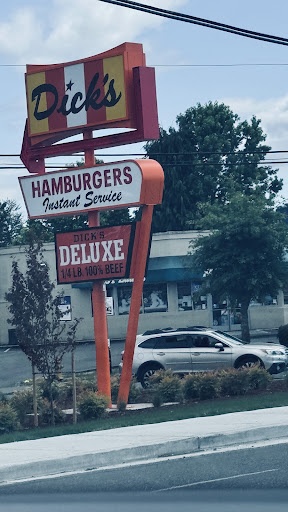 Dick's
HAMBURGERS
Instant Service
DICK'S
DELUXE
1/4 LB. 100% BEEF